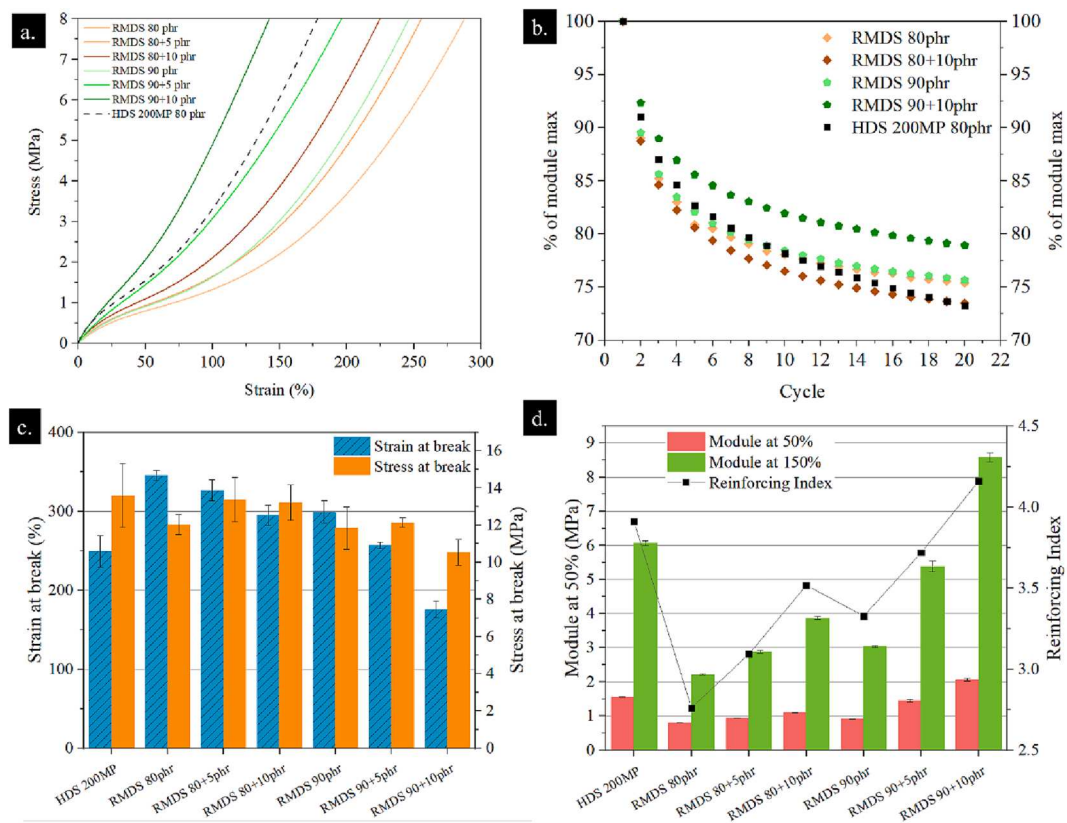 a.
RMDS 80 phr
RMDS 80+5 phr
RMDS 80+10 phr
RMDS 90 phr
RMDS 90+5 phr
RMDS 90+10 phr
HDS 200MP 80 phr
Stress (MPa)
8
7
6
5
4
3
2
1
0
0 50 100 150 200 250 300
Strain (%)
b.
RMDS 80phr
RMDS 80+10phr
RMDS 90phr
RMDS 90+10phr
HDS 200MP 80phr
% of module max
100
95
90
85
80
75
70
0 2 4 6 8 10 12 14 16 18 20 22
Cycle
100
95
90
85
80
75
70
% of module max
c.
Strain at break
Stress at break
Strain at break (%)
400
300
200
100
0
16
14
12
10
8
6
4
2
0
Stress at break (MPa)
HDS 200MP
RMDS 80phr
RMDS 80+5phr
RMDS 80+10phr
RMDS 90phr
RMDS 90+5phr
RMDS 90+10phr
d.
Module at 50%
Module at 150%
Reinforcing Index
Module at 50% (MPa)
9
8
7
6
5
4
3
2
1
0
4.5
4.0
3.5
3.0
2.5
Reinforcing Index
HDS 200MP
RMDS 80phr
RMDS 80+5phr
RMDS 80+10phr
RMDS 90phr
RMDS 90+5phr
RMDS 90+10phr